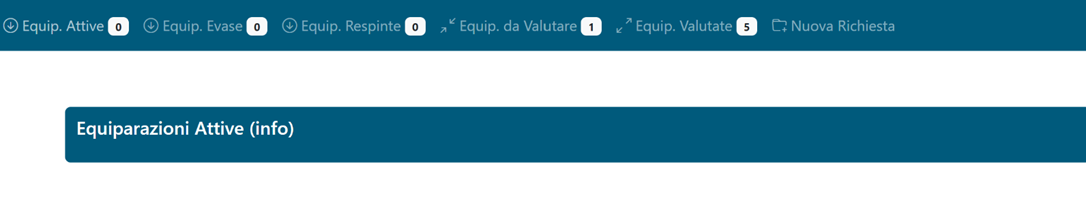 Equip. Attive 0 Equip. Evase 0 Equip. Respinte 0 Equip. da Valutare 1 Equip. Valutate 5 Nuova Richiesta
Equiparazioni Attive (info)